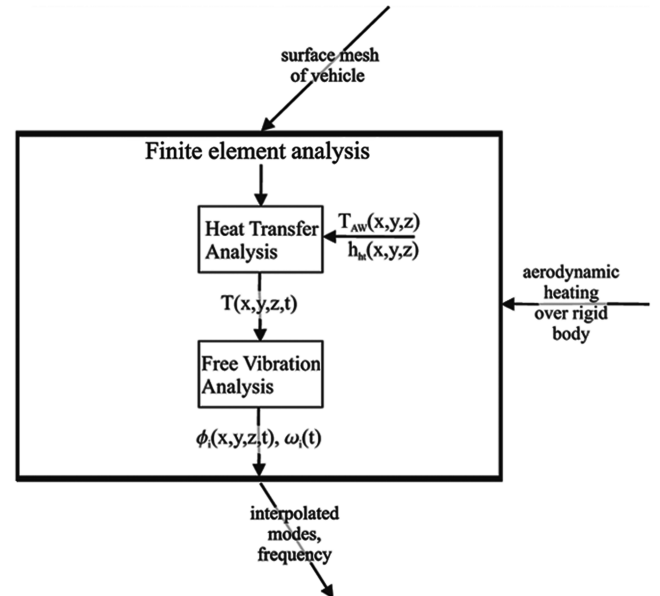 surface mesh
of vehicle
Finite element analysis
Heat Transfer
Analysis
T_AW(x,y,z)
h_ht(x,y,z)
aerodynamic
heating
over rigid
body
T(x,y,z,t)
Free Vibration
Analysis
ϕ_i(x,y,z,t), ω_i(t)
interpolated
modes,
frequency